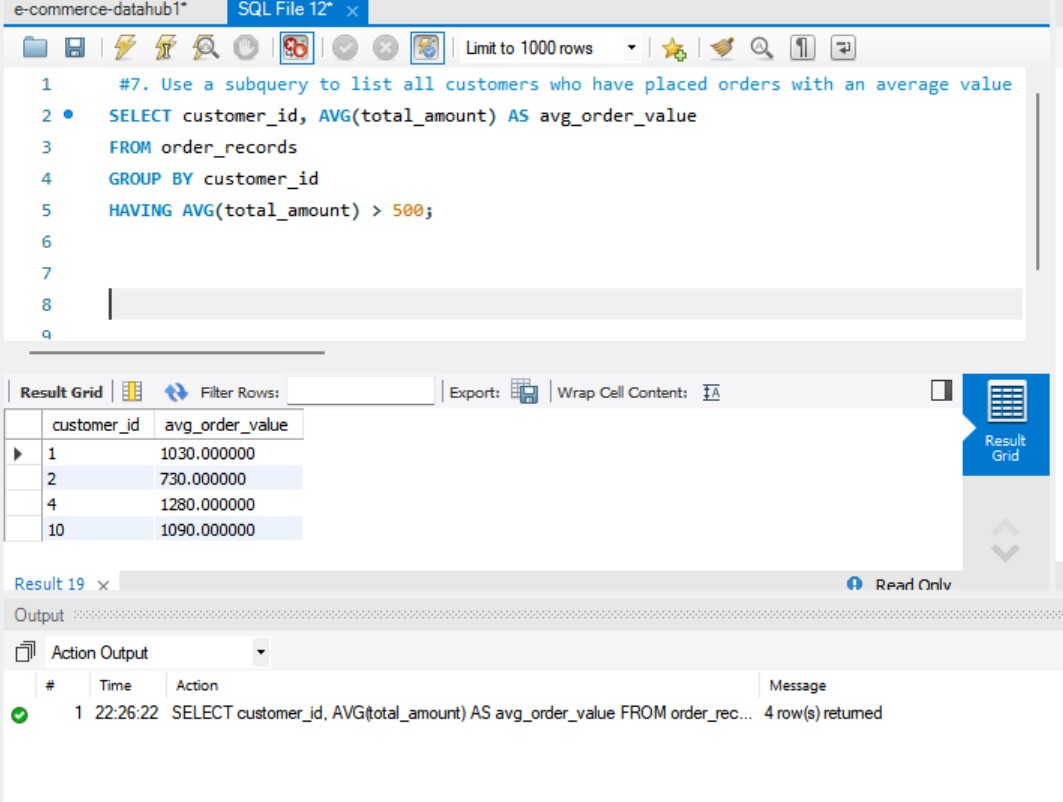 e-commerce-datahub1* SQL File 12* ×
Limit to 1000 rows
1 #7. Use a subquery to list all customers who have placed orders with an average value
2 SELECT customer_id, AVG(total_amount) AS avg_order_value
3 FROM order_records
4 GROUP BY customer_id
5 HAVING AVG(total_amount) > 500;
6
7
8
9
Result Grid Filter Rows: Export: Wrap Cell Content: IA
customer_id avg_order_value
1 1030.000000
2 730.000000
4 1280.000000
10 1090.000000
Result
Grid
Result 19 × Read Only
Output
Action Output
# Time Action Message
1 22:26:22 SELECT customer_id, AVG(total_amount) AS avg_order_value FROM order_rec... 4 row(s) returned